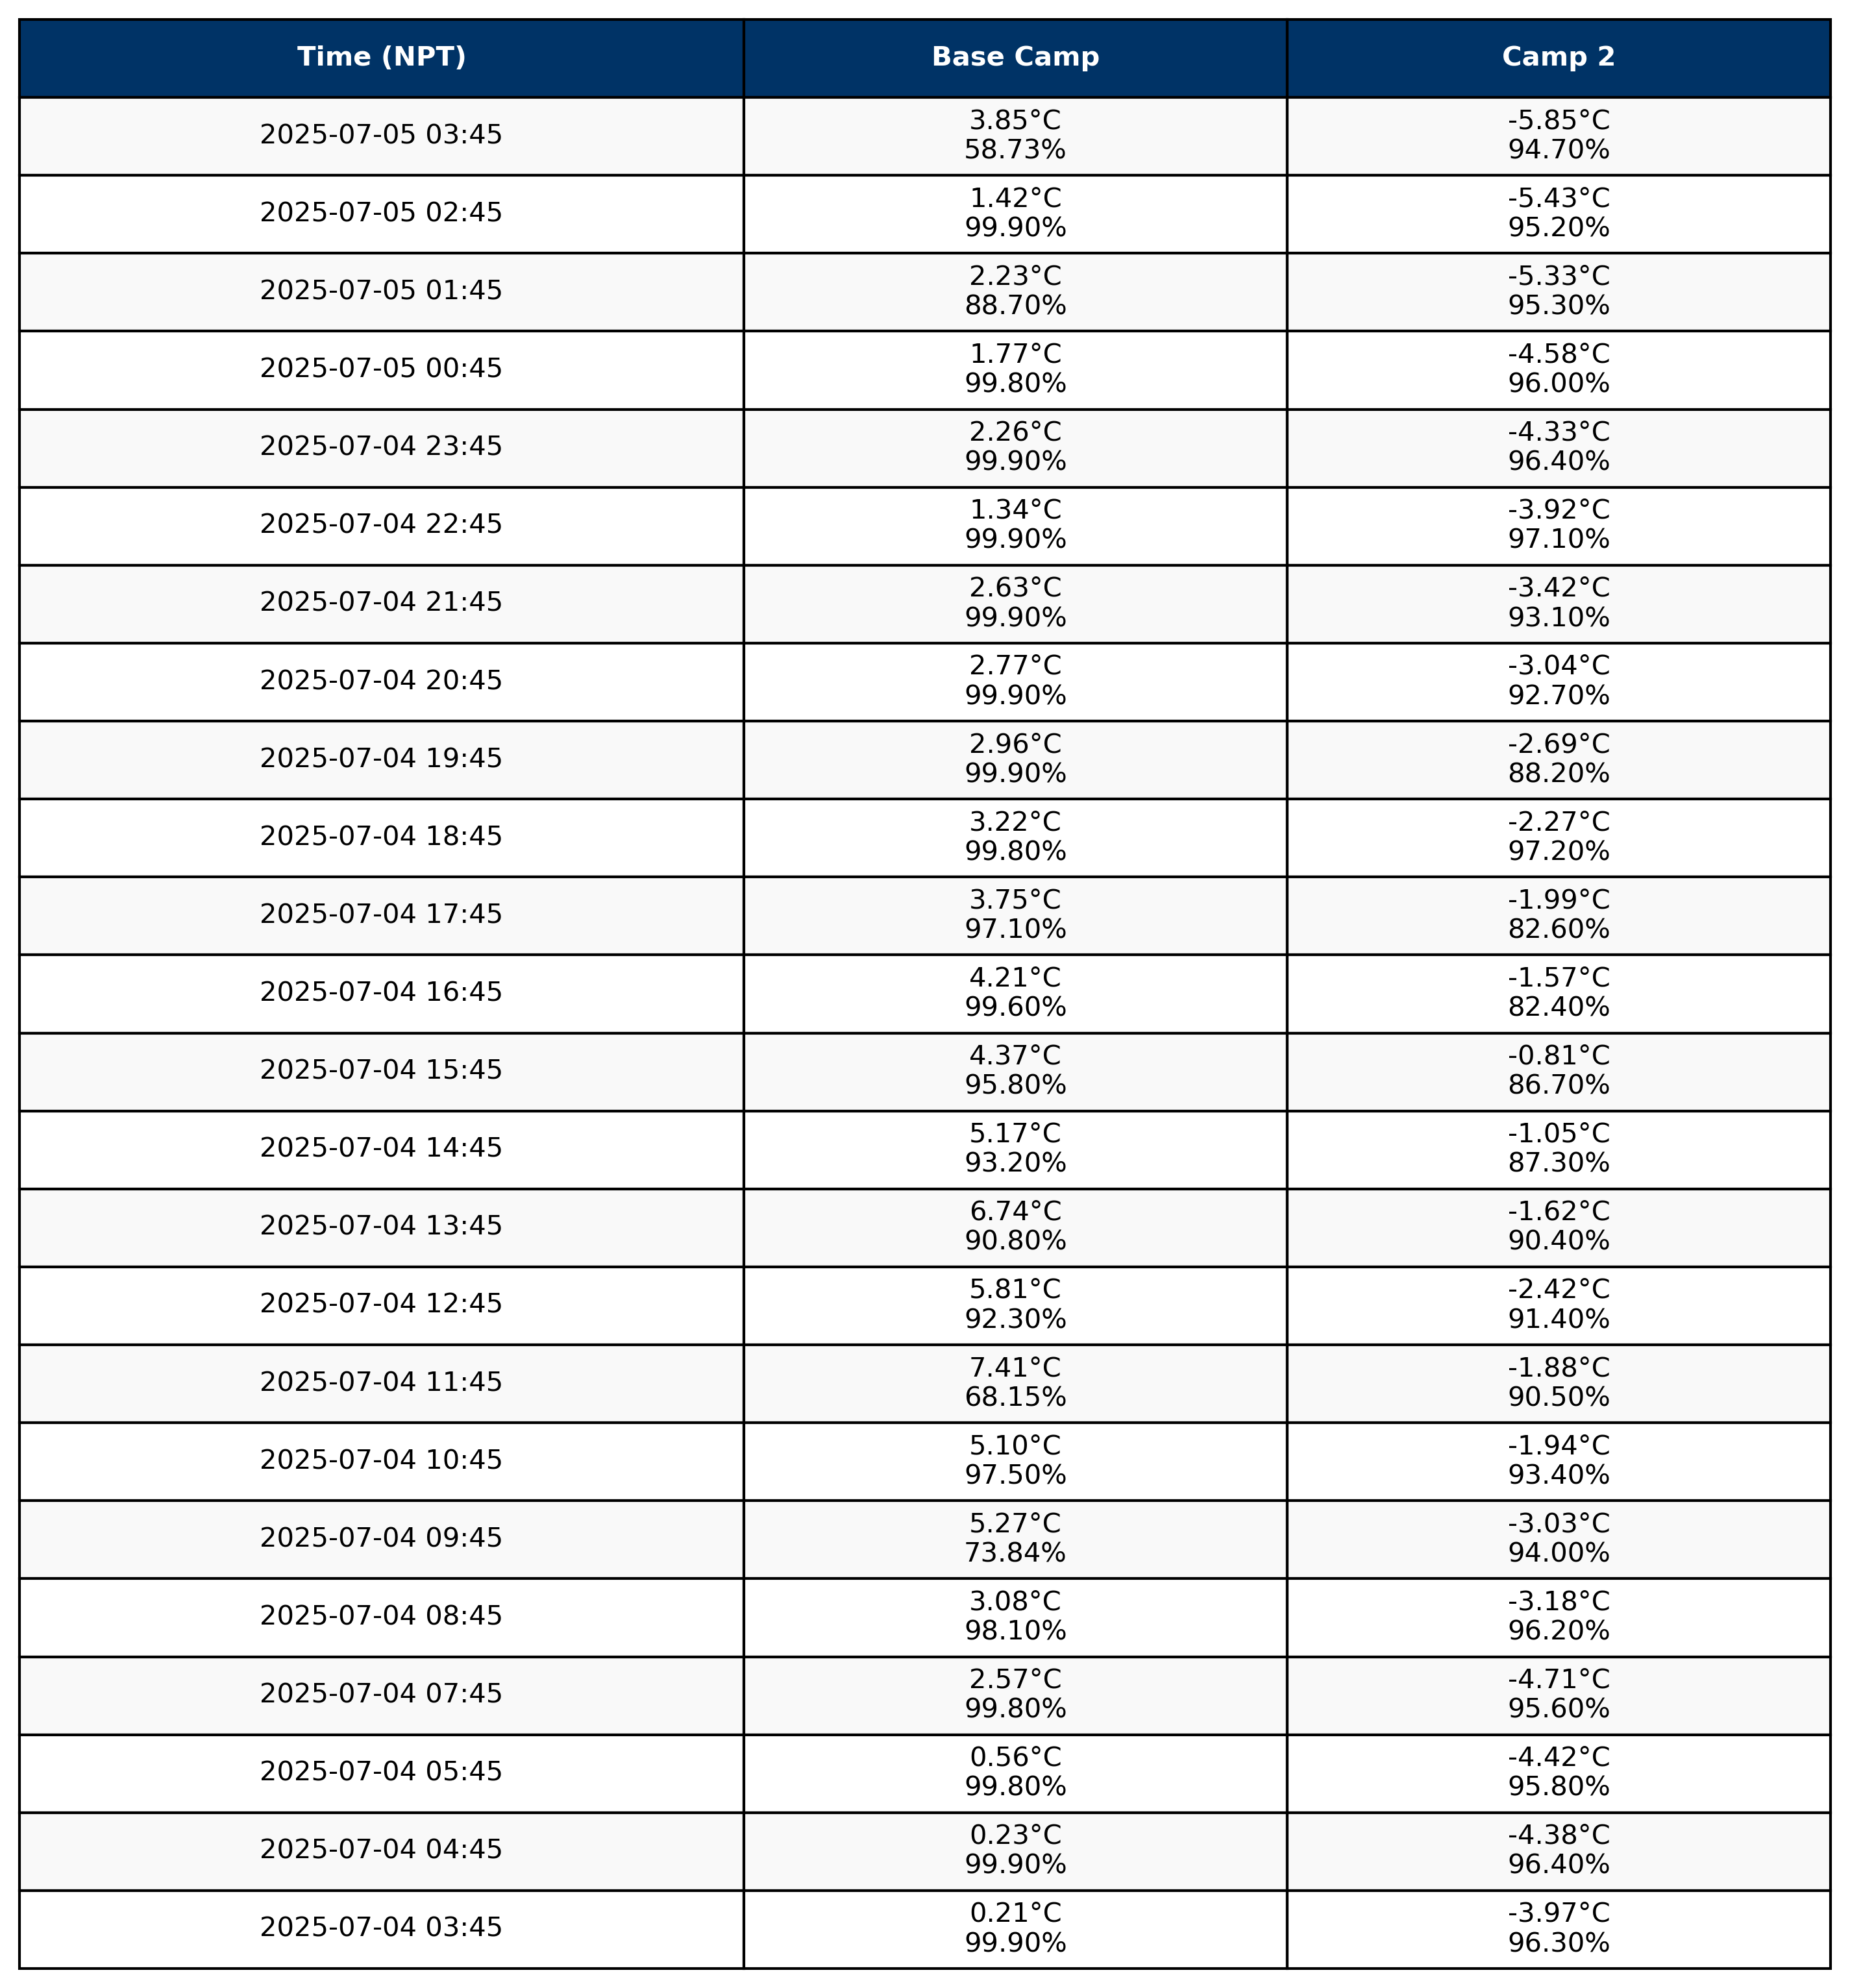 Time (NPT) Base Camp Camp 2
2025-07-05 03:45 3.85°C -5.85°C
58.73% 94.70%
2025-07-05 02:45 1.42°C -5.43°C
99.90% 95.20%
2025-07-05 01:45 2.23°C -5.33°C
88.70% 95.30%
2025-07-05 00:45 1.77°C -4.58°C
99.80% 96.00%
2025-07-04 23:45 2.26°C -4.33°C
99.90% 96.40%
2025-07-04 22:45 1.34°C -3.92°C
99.90% 97.10%
2025-07-04 21:45 2.63°C -3.42°C
99.90% 93.10%
2025-07-04 20:45 2.77°C -3.04°C
99.90% 92.70%
2025-07-04 19:45 2.96°C -2.69°C
99.90% 88.20%
2025-07-04 18:45 3.22°C -2.27°C
99.80% 97.20%
2025-07-04 17:45 3.75°C -1.99°C
97.10% 82.60%
2025-07-04 16:45 4.21°C -1.57°C
99.60% 82.40%
2025-07-04 15:45 4.37°C -0.81°C
95.80% 86.70%
2025-07-04 14:45 5.17°C -1.05°C
93.20% 87.30%
2025-07-04 13:45 6.74°C -1.62°C
90.80% 90.40%
2025-07-04 12:45 5.81°C -2.42°C
92.30% 91.40%
2025-07-04 11:45 7.41°C -1.88°C
68.15% 90.50%
2025-07-04 10:45 5.10°C -1.94°C
97.50% 93.40%
2025-07-04 09:45 5.27°C -3.03°C
73.84% 94.00%
2025-07-04 08:45 3.08°C -3.18°C
98.10% 96.20%
2025-07-04 07:45 2.57°C -4.71°C
99.80% 95.60%
2025-07-04 05:45 0.56°C -4.42°C
99.80% 95.80%
2025-07-04 04:45 0.23°C -4.38°C
99.90% 96.40%
2025-07-04 03:45 0.21°C -3.97°C
99.90% 96.30%